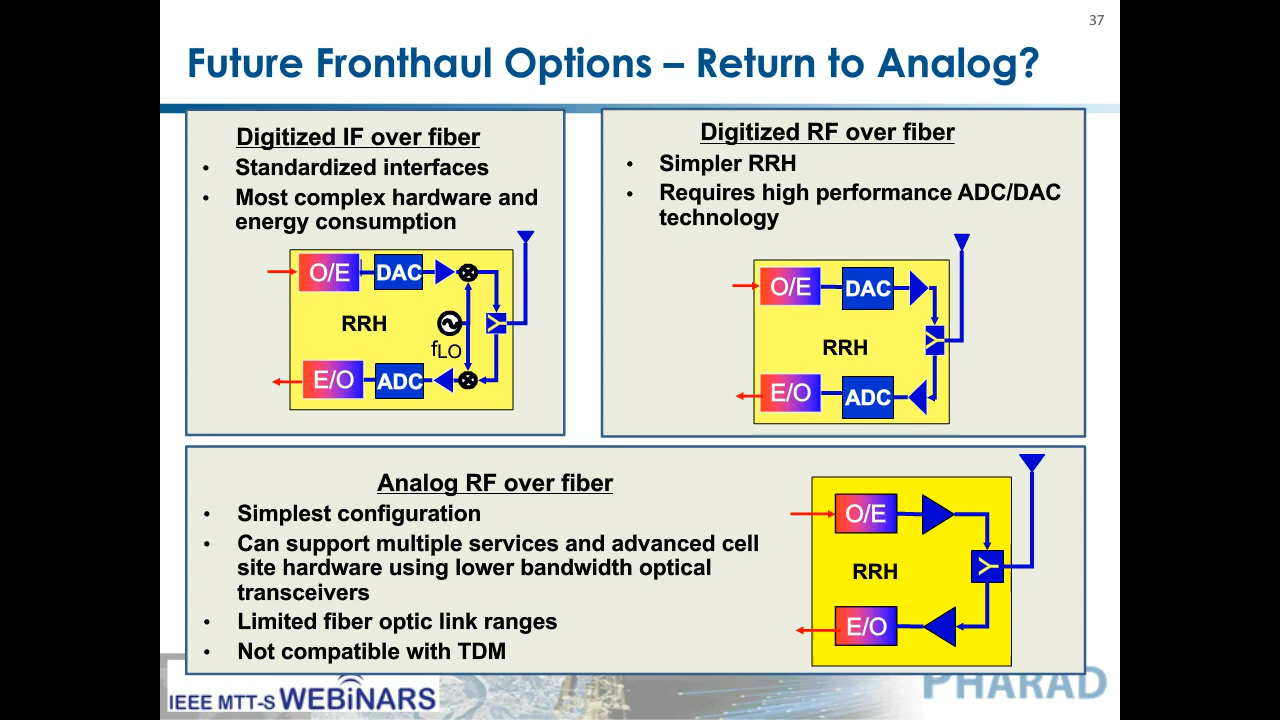 37
Future Fronthaul Options – Return to Analog?
Digitized IF over fiber
• Standardized interfaces
• Most complex hardware and
energy consumption
O/E
DAC
RRH
fLO
E/O
ADC
Digitized RF over fiber
• Simpler RRH
• Requires high performance ADC/DAC
technology
O/E
DAC
RRH
E/O
ADC
Analog RF over fiber
• Simplest configuration
• Can support multiple services and advanced cell
site hardware using lower bandwidth optical
transceivers
• Limited fiber optic link ranges
• Not compatible with TDM
O/E
RRH
E/O
IEEE MTT-S WEBiNARS
PHARAD